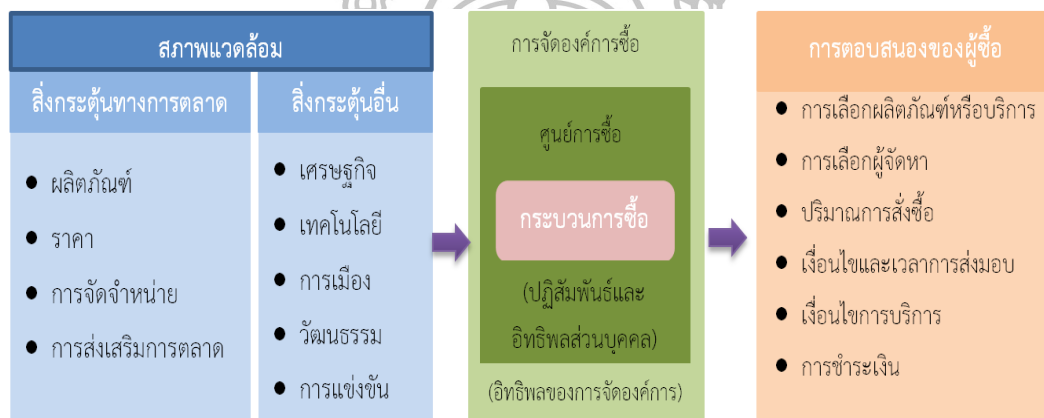 สภาพแวดล้อม
สิ่งกระตุ้นทางการตลาด
ผลิตภัณฑ์
ราคา
การจัดจำหน่าย
การส่งเสริมการตลาด
สิ่งกระตุ้นอื่น
เศรษฐกิจ
เทคโนโลยี
การเมือง
วัฒนธรรม
การแข่งขัน
การจัดองค์การซื้อ
ศูนย์การซื้อ
กระบวนการซื้อ
(ปฏิสัมพันธ์และ
อิทธิพลส่วนบุคคล)
(อิทธิพลของการจัดองค์การ)
การตอบสนองของผู้ซื้อ
การเลือกผลิตภัณฑ์หรือบริการ
การเลือกผู้จัดหา
ปริมาณการสั่งซื้อ
เงื่อนไขและเวลาการส่งมอบ
เงื่อนไขการบริการ
การชำระเงิน